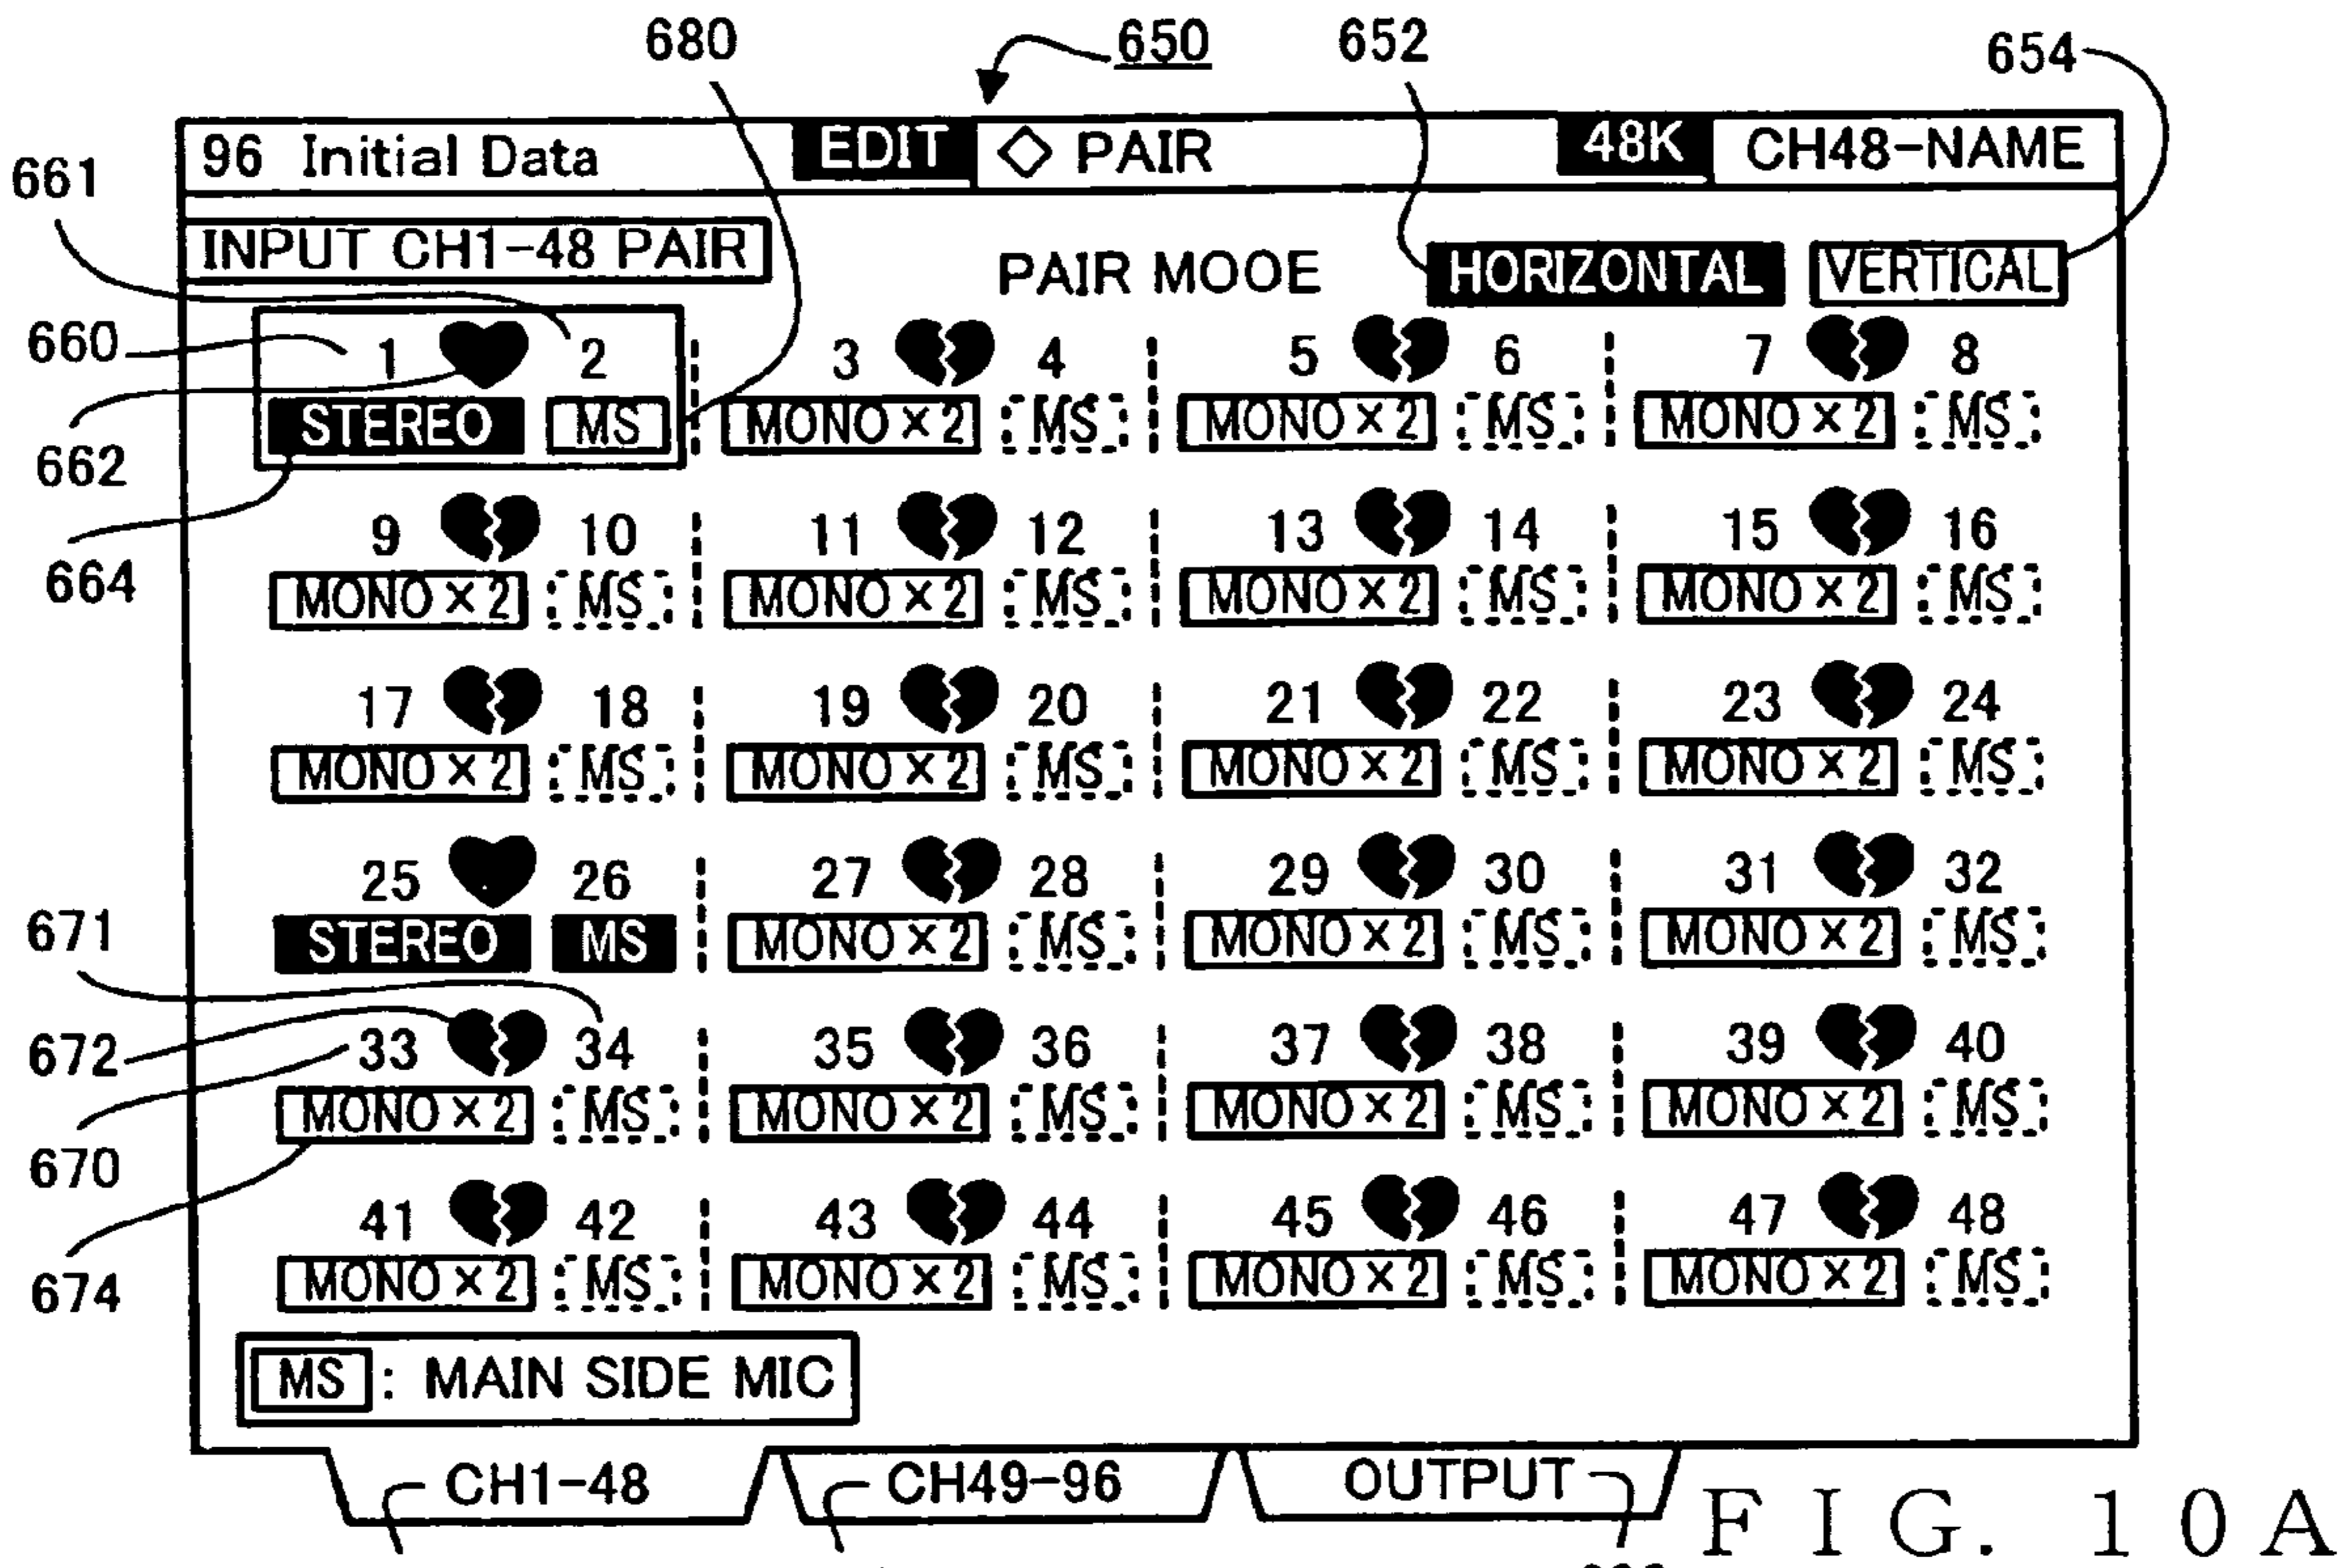 680 650 652 654
96 Initial Data EDIT ◇ PAIR 48K CH48-NAME
661
INPUT CH1-48 PAIR
PAIR MOOE HORIZONTAL VERTICAL
660
1 2 3 4 5 6 7 8
STEREO MS MONO×2 MS MONO×2 MS MONO×2 MS
662
9 10 11 12 13 14 15 16
664
MONO×2 MS MONO×2 MS MONO×2 MS MONO×2 MS
17 18 19 20 21 22 23 24
MONO×2 MS MONO×2 MS MONO×2 MS MONO×2 MS
25 26 27 28 29 30 31 32
671
STEREO MS MONO×2 MS MONO×2 MS MONO×2 MS
672
33 34 35 36 37 38 39 40
MONO×2 MS MONO×2 MS MONO×2 MS MONO×2 MS
670
41 42 43 44 45 46 47 48
674
MONO×2 MS MONO×2 MS MONO×2 MS MONO×2 MS
MS : MAIN SIDE MIC
CH1-48 CH49-96 OUTPUT
FIG. 10A